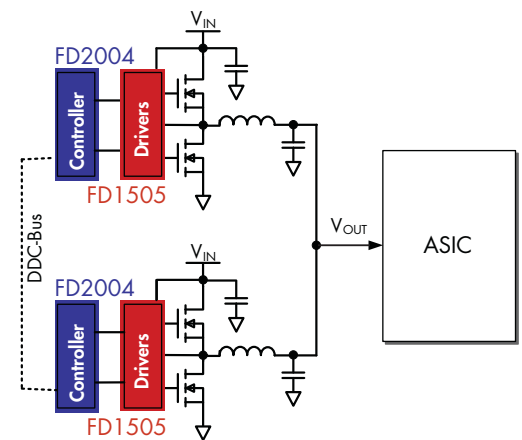 V_IN
FD2004
Controller
Drivers
FD1505
DDC-Bus
V_OUT
ASIC
V_IN
FD2004
Controller
Drivers
FD1505